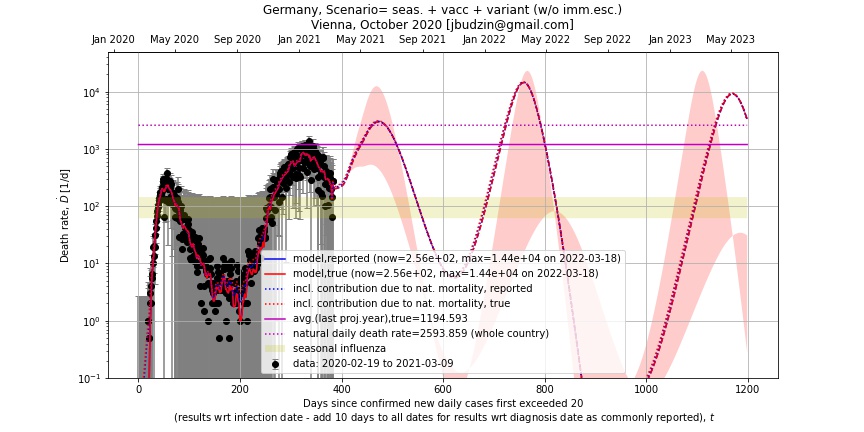 Germany, Scenario= seas. + vacc + variant (w/o imm.esc.)
Vienna, October 2020 [jbudzin@gmail.com]
Jan 2020 May 2020 Sep 2020 Jan 2021 May 2021 Sep 2021 Jan 2022 May 2022 Sep 2022 Jan 2023 May 2023
Death rate, D [1/d]
10⁴
10³
10²
10¹
10⁰
10⁻¹
model,reported (now=2.56e+02, max=1.44e+04 on 2022-03-18)
model,true (now=2.56e+02, max=1.44e+04 on 2022-03-18)
incl. contribution due to nat. mortality, reported
incl. contribution due to nat. mortality, true
avg.(last proj.year),true=1194.593
natural daily death rate=2593.859 (whole country)
seasonal influenza
data: 2020-02-19 to 2021-03-09
0 200 400 600 800 1000 1200
Days since confirmed new daily cases first exceeded 20
(results wrt infection date - add 10 days to all dates for results wrt diagnosis date as commonly reported), t